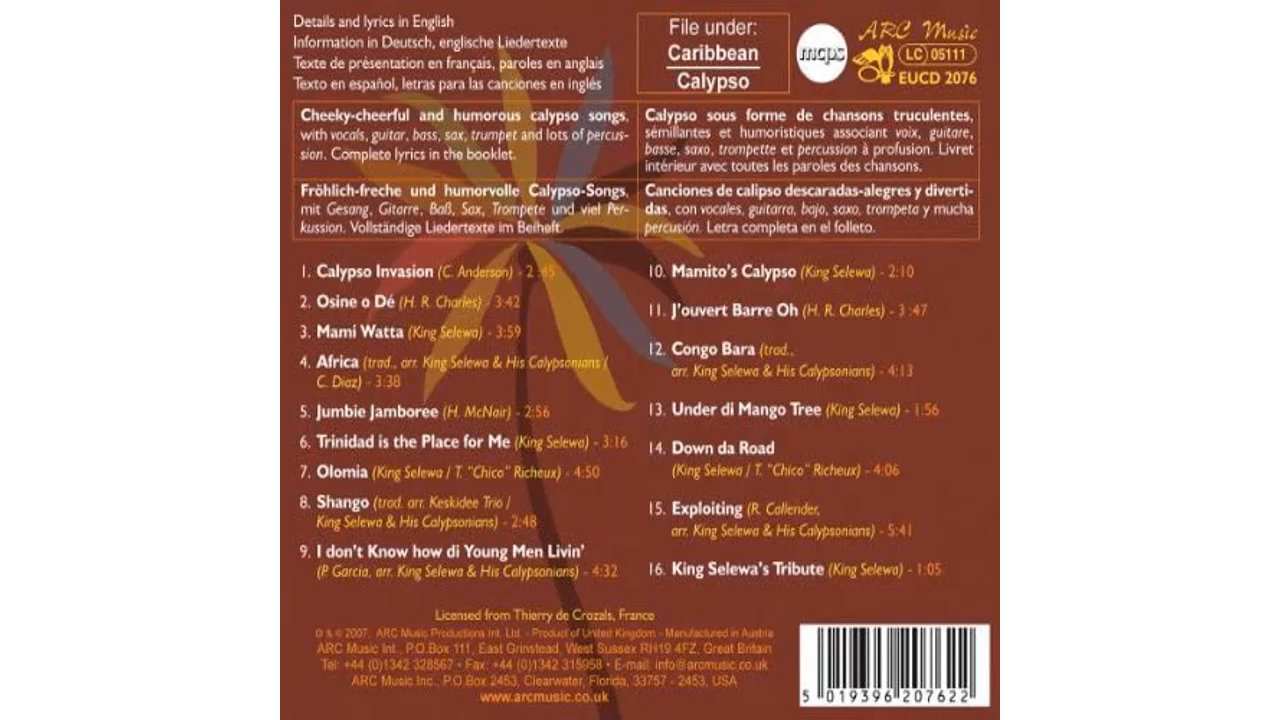 Details and lyrics in English
Information in Deutsch, englische Liedertexte
Texte de présentation en français, paroles en anglais
Texto en español, letras para las canciones en inglés
File under:
Caribbean
Calypso
mcps
ARC Music
LC 05111
EUCD 2076
Cheeky-cheerful and humorous calypso songs,
with vocals, guitar, bass, sax, trumpet and lots of percus-
sion. Complete lyrics in the booklet.
Calypso sous forme de chansons truculentes,
sémillantes et humoristiques associant voix, guitare,
basse, saxo, trompette et percussion à profusion. Livret
intérieur avec toutes les paroles des chansons.
Fröhlich-freche und humorvolle Calypso-Songs,
mit Gesang, Gitarre, Baß, Sax, Trompete und viel Per-
kussion. Vollständige Liedertexte im Beiheft.
Canciones de calipso descaradas-alegres y diverti-
das, con vocales, guitarra, bajo, saxo, trompeta y mucha
percusión. Letra completa en el folleto.
1. Calypso Invasion (C. Anderson) - 2:45
2. Osine o Dé (H. R. Charles) - 3:42
3. Mami Watta (King Selewa) - 3:59
4. Africa (trad., arr. King Selewa & His Calypsonians /
C. Diaz) - 3:38
5. Jumbie Jamboree (H. McNair) - 2:56
6. Trinidad is the Place for Me (King Selewa) - 3:16
7. Olomia (King Selewa / T. "Chico" Richeux) - 4:50
8. Shango (trad. arr. Keskidee Trio /
King Selewa & His Calypsonians) - 2:48
9. I don't Know how di Young Men Livin'
(P. Garcia, arr. King Selewa & His Calypsonians) - 4:32
10. Mamito's Calypso (King Selewa) - 2:10
11. J'ouvert Barre Oh (H. R. Charles) - 3:47
12. Congo Bara (trad.,
arr. King Selewa & His Calypsonians) - 4:13
13. Under di Mango Tree (King Selewa) - 1:56
14. Down da Road
(King Selewa / T. "Chico" Richeux) - 4:06
15. Exploiting (R. Callender,
arr. King Selewa & His Calypsonians) - 5:41
16. King Selewa's Tribute (King Selewa) - 1:05
Licensed from Thierry de Crozals, France
℗ & © 2007, ARC Music Productions Int. Ltd. - Product of United Kingdom - Manufactured in Austria
ARC Music Int., P.O.Box 111, East Grinstead, West Sussex RH19 4FZ, Great Britain
Tel: +44 (0)1342 328567 • Fax: +44 (0)1342 315958 • E-mail: info@arcmusic.co.uk
ARC Music Inc., P.O.Box 2453, Clearwater, Florida, 33757 - 2453, USA
www.arcmusic.co.uk
5 019396 207622